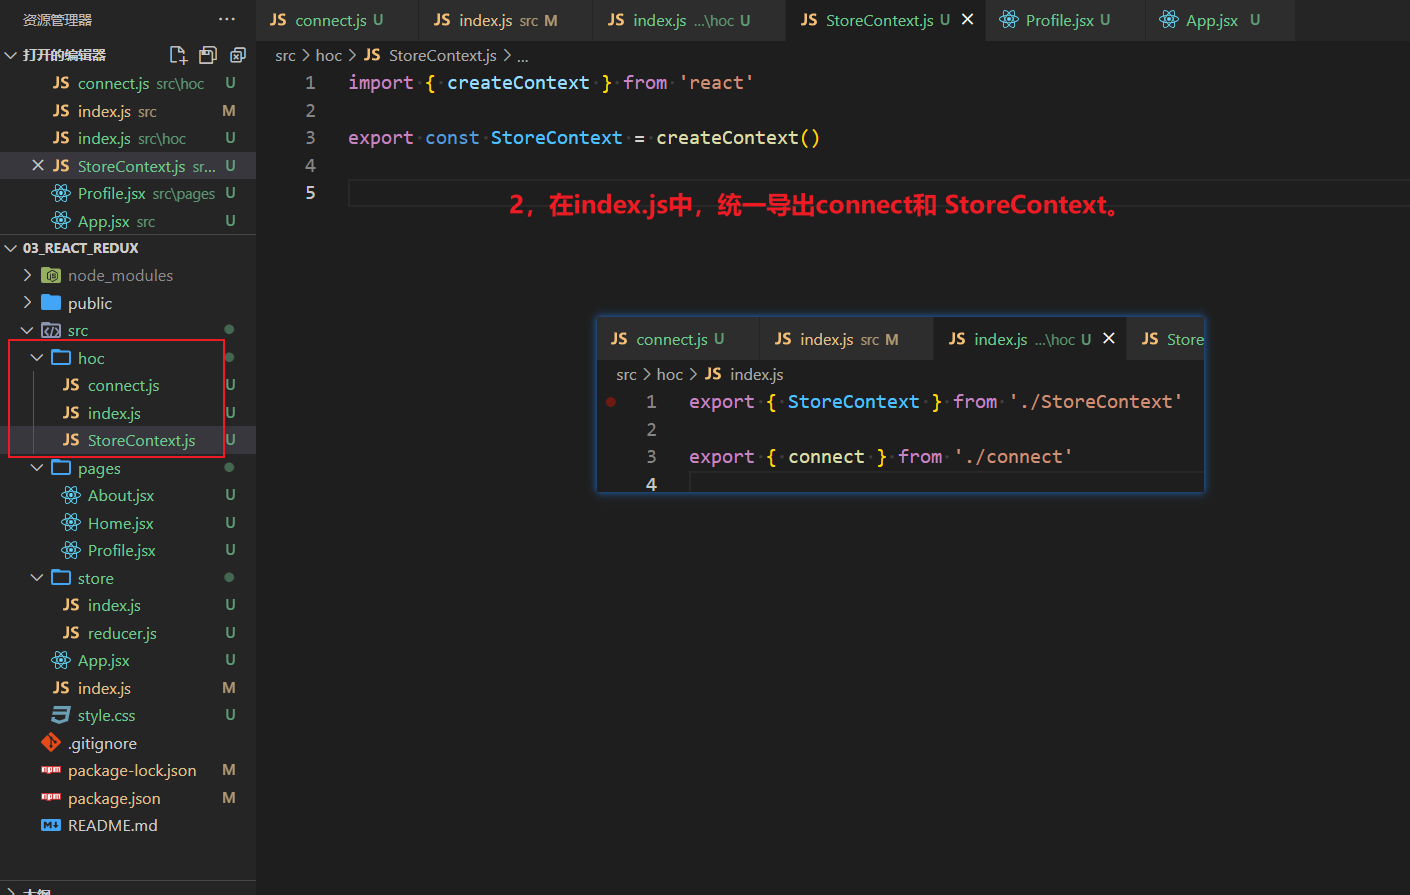 资源管理器 ···
打开的编辑器
JS connect.js src\hoc U
JS index.js src M
JS index.js src\hoc U
JS StoreContext.js sr... U
Profile.jsx src\pages U
App.jsx src U
03_REACT_REDUX
node_modules
public
src
hoc
JS connect.js U
JS index.js U
JS StoreContext.js U
pages
About.jsx U
Home.jsx U
Profile.jsx U
store
JS index.js U
JS reducer.js U
App.jsx U
JS index.js M
style.css U
.gitignore
npm package-lock.json M
npm package.json M
README.md
大纲
JS connect.js U JS index.js src M JS index.js ...\hoc U JS StoreContext.js U Profile.jsx U App.jsx U
src > hoc > JS StoreContext.js > ...
1 import { createContext } from 'react'
2
3 export const StoreContext = createContext()
4
5
2，在index.js中，统一导出connect和 StoreContext。
JS connect.js U JS index.js src M JS index.js ...\hoc U JS Store
src > hoc > JS index.js
1 export { StoreContext } from './StoreContext'
2
3 export { connect } from './connect'
4